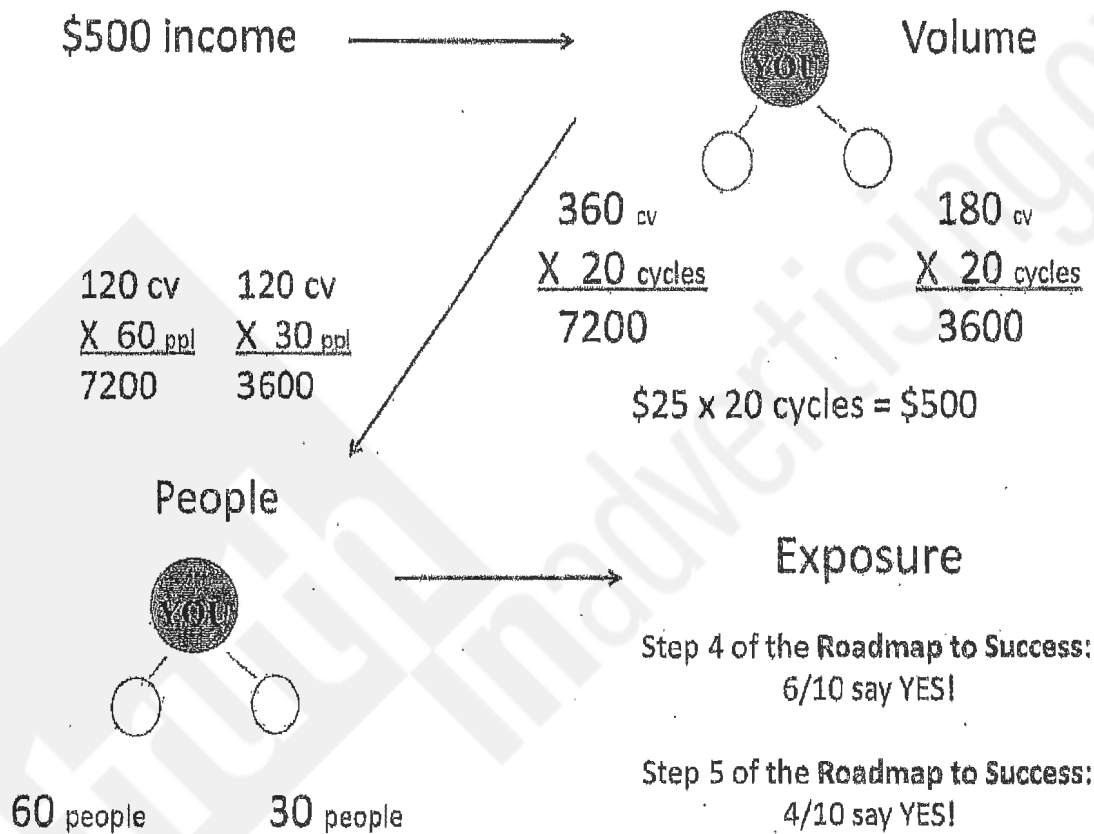 $500 income
Volume
YOU
360 cv
180 cv
X 20 cycles
X 20 cycles
7200
3600
$25 x 20 cycles = $500
120 cv
120 cv
X 60 ppl
X 30 ppl
7200
3600
People
YOU
60 people
30 people
Exposure
Step 4 of the Roadmap to Success:
6/10 say YES!
Step 5 of the Roadmap to Success:
4/10 say YES!